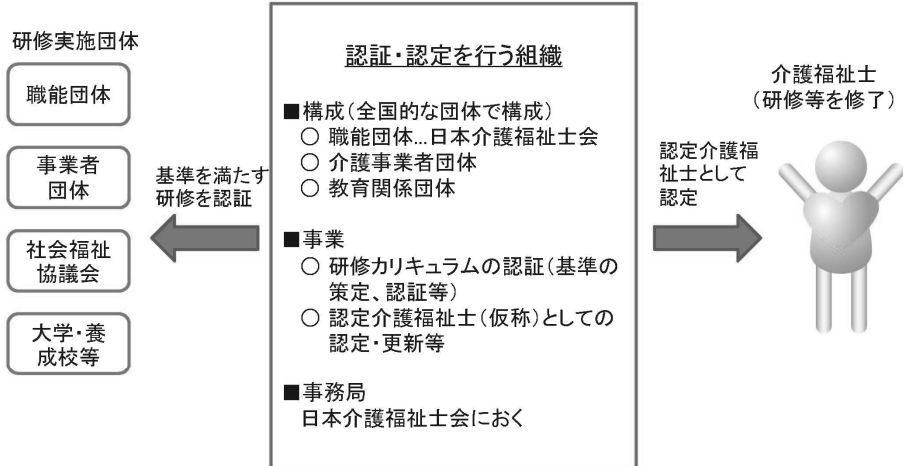 研修実施団体
職能団体
事業者
団体
社会福祉
協議会
大学・養
成校等
基準を満たす
研修を認証
認証・認定を行う組織
■構成(全国的な団体で構成)
○ 職能団体…日本介護福祉士会
○ 介護事業者団体
○ 教育関係団体
■事業
○ 研修カリキュラムの認証(基準の
策定、認証等)
○ 認定介護福祉士(仮称)としての
認定・更新等
■事務局
日本介護福祉士会におく
認定介護福
祉士として
認定
介護福祉士
(研修等を修了)